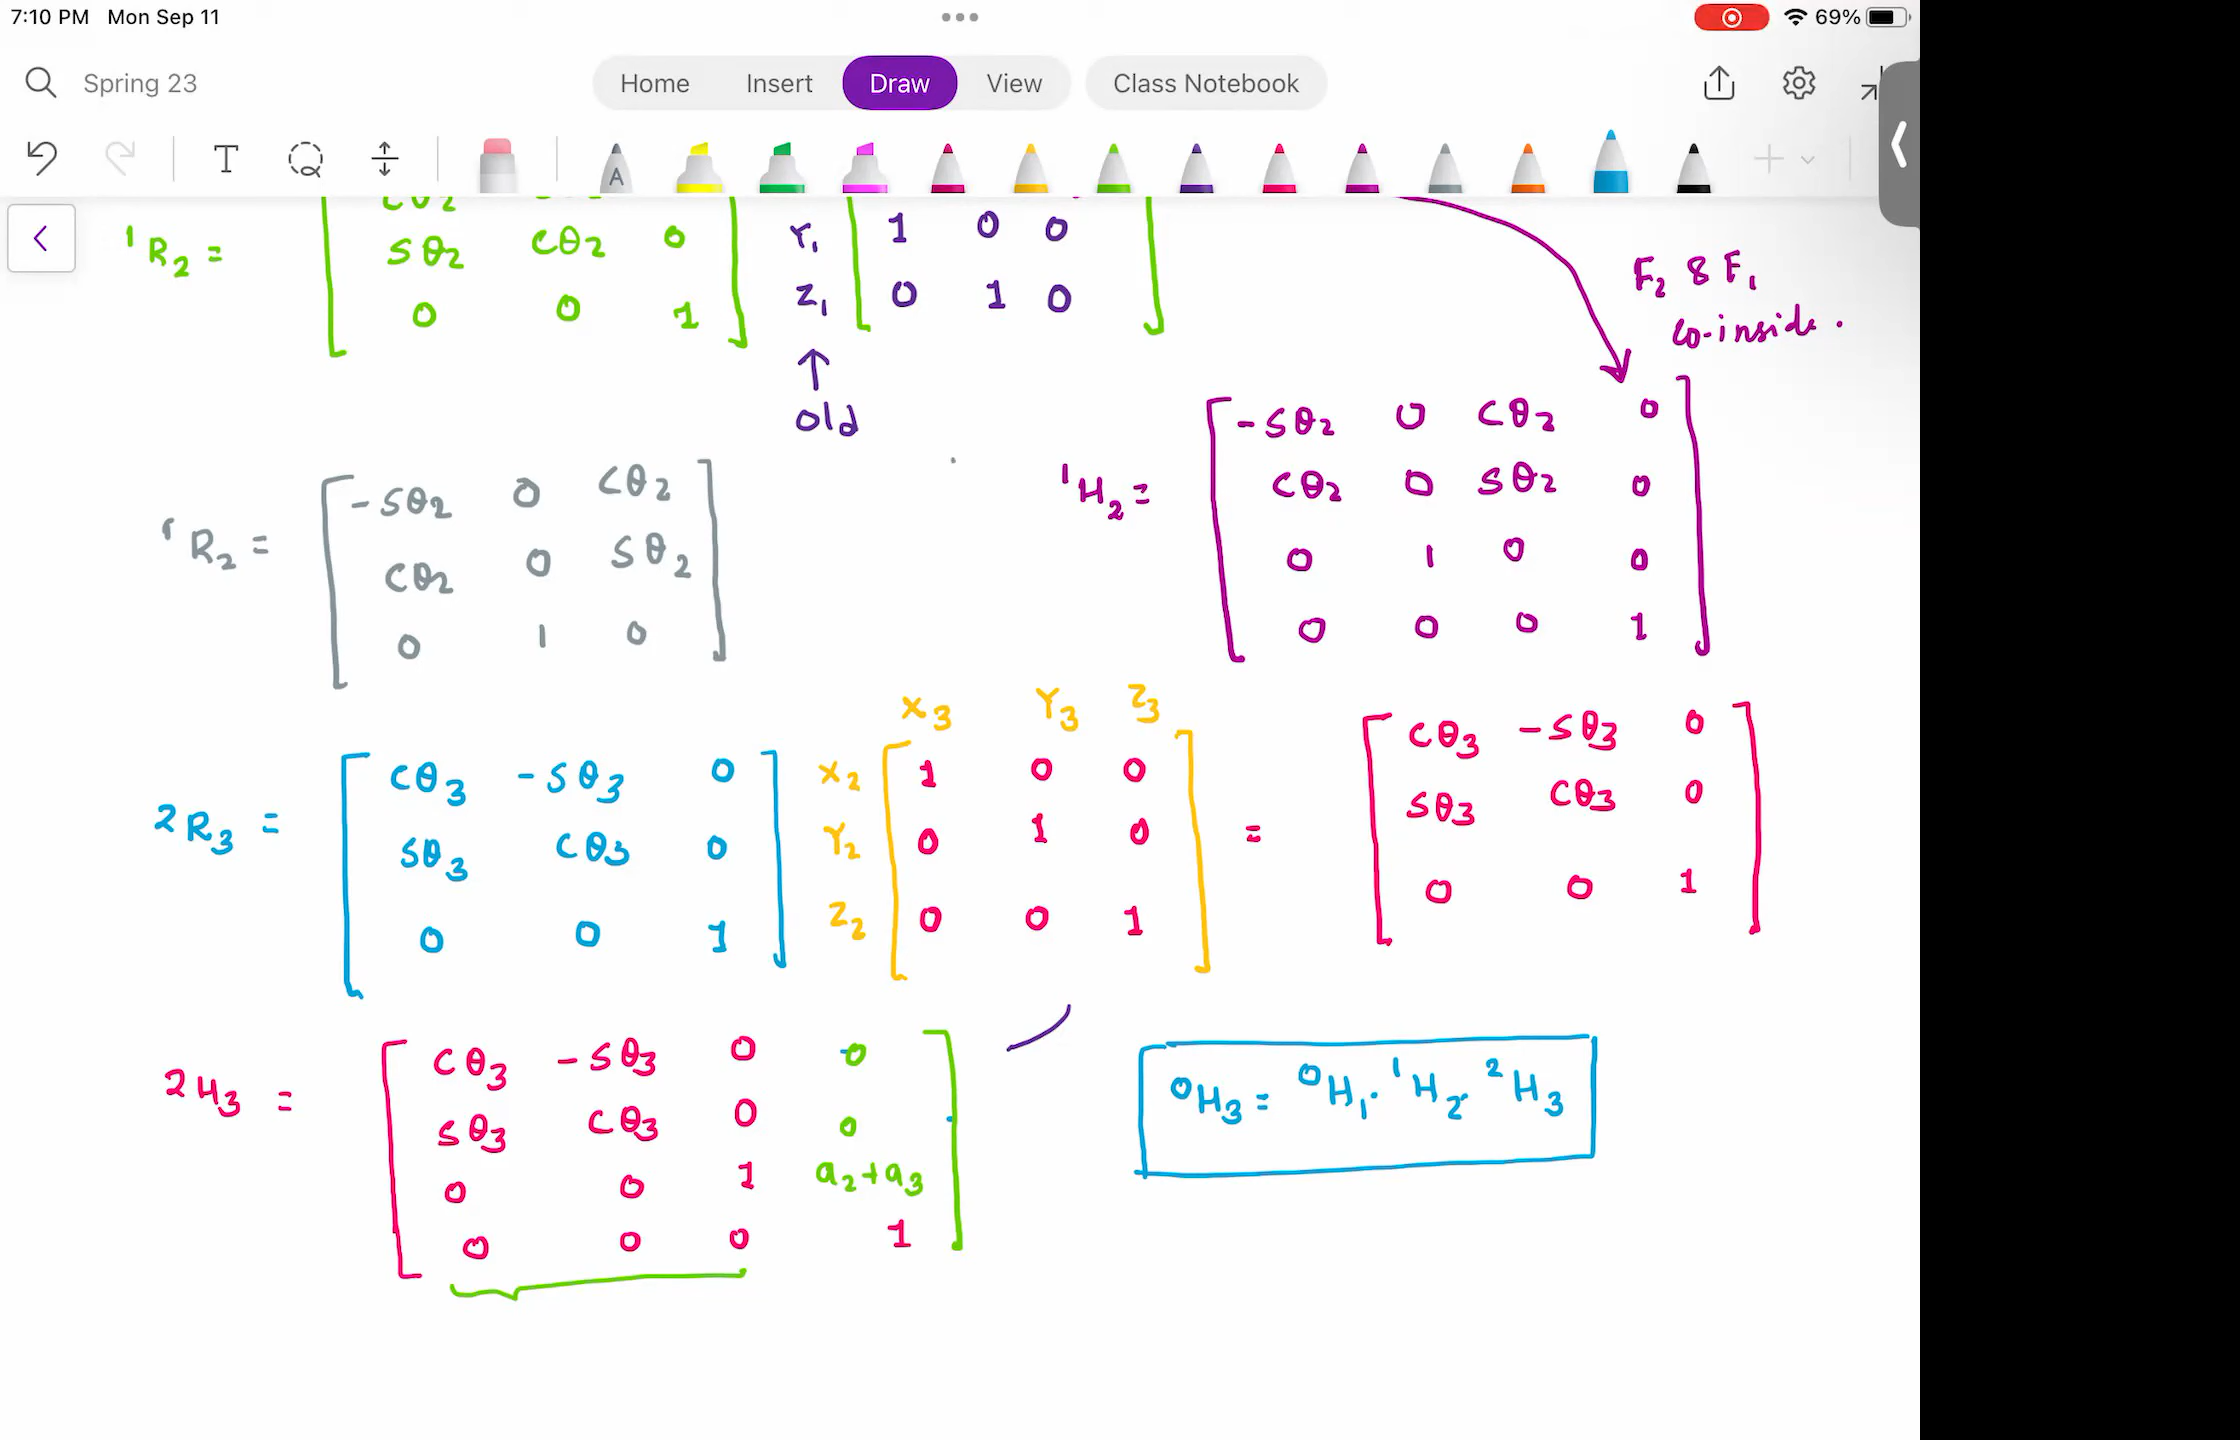 7:10 PM Mon Sep 11
69%
Spring 23
Home Insert Draw View Class Notebook
T A
cθ2
¹R2 =
sθ2 cθ2 0
0 0 1
Y1 1 0 0
Z1 0 1 0
↑
old
F2 & F1
co-inside.
¹R2 =
-sθ2 0 cθ2
cθ2 0 sθ2
0 1 0
¹H2 =
-sθ2 0 cθ2 0
cθ2 0 sθ2 0
0 1 0 0
0 0 0 1
2R3 =
cθ3 -sθ3 0
sθ3 cθ3 0
0 0 1
X3 Y3 Z3
X2 1 0 0
Y2 0 1 0
Z2 0 0 1
=
cθ3 -sθ3 0
sθ3 cθ3 0
0 0 1
2H3 =
cθ3 -sθ3 0 0
sθ3 cθ3 0 0
0 0 1 a2+a3
0 0 0 1
⁰H3 = ⁰H1 · ¹H2 · ²H3